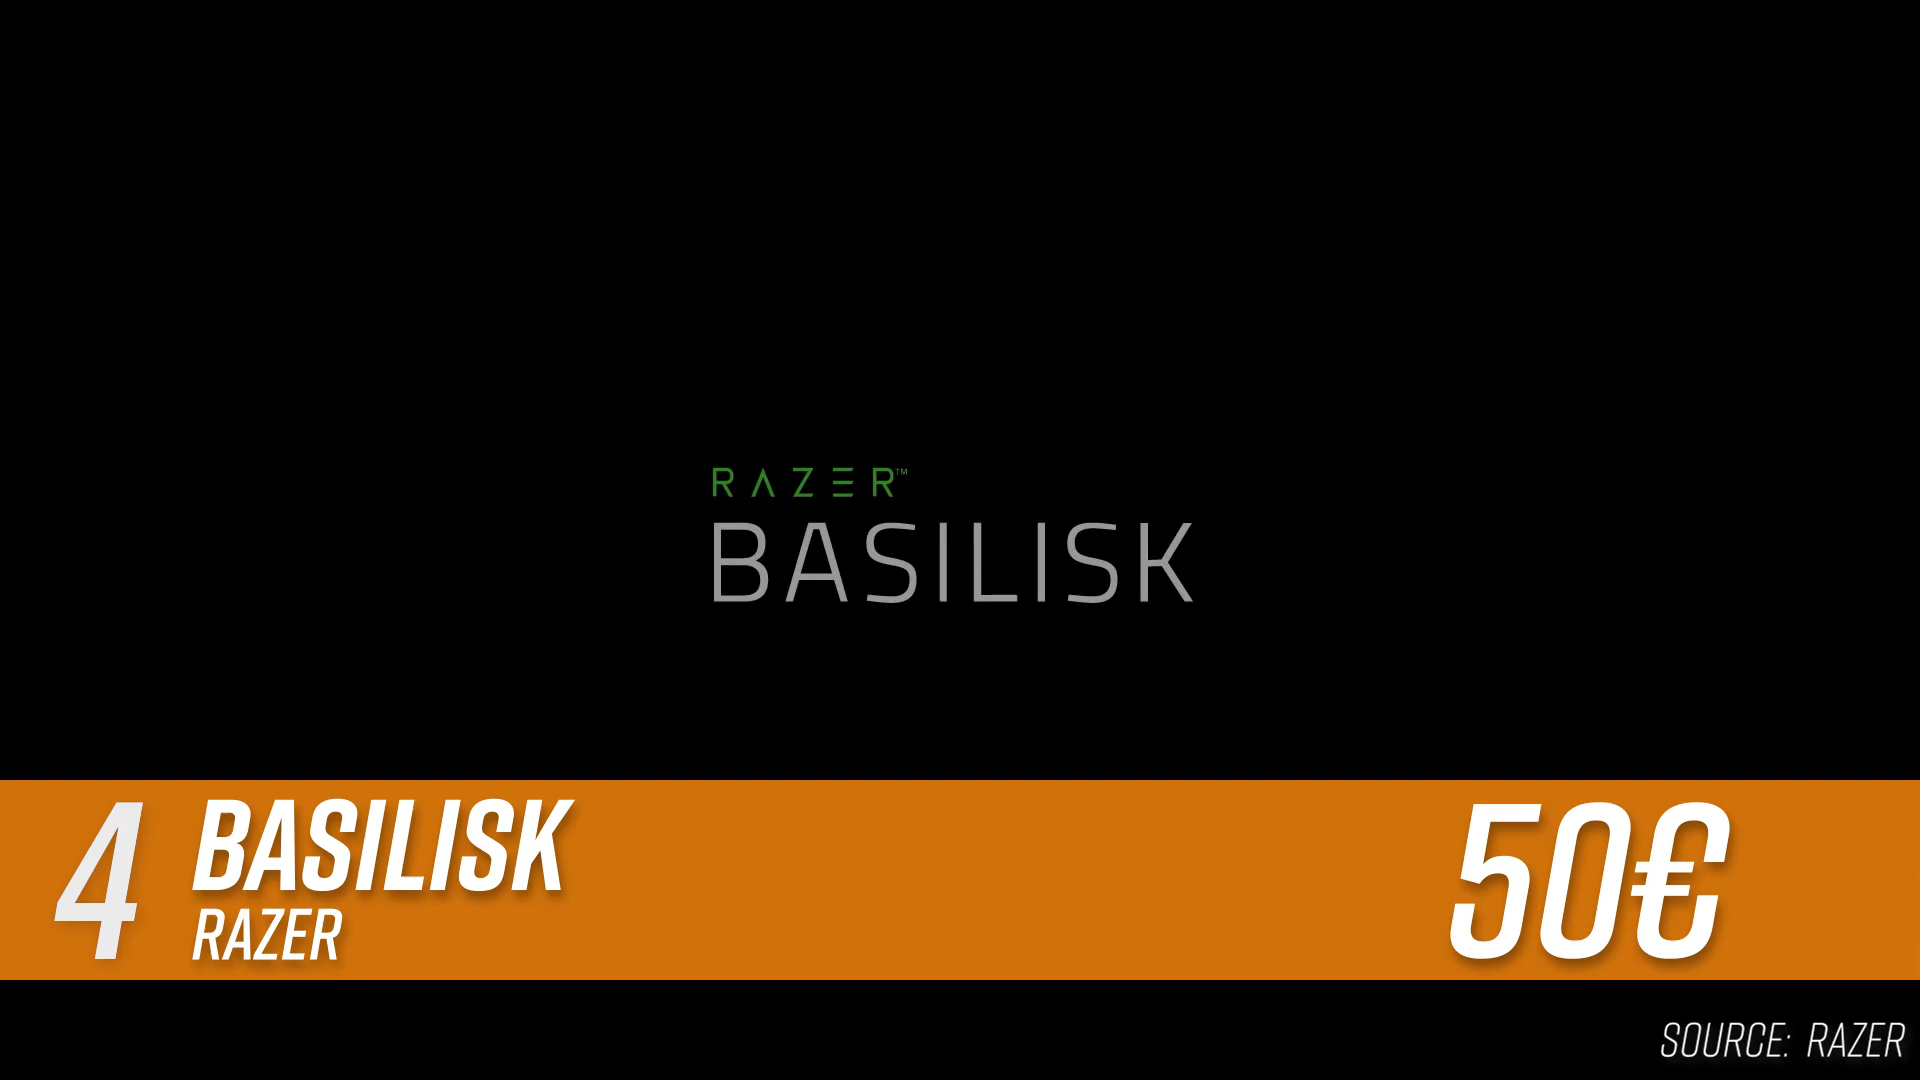 RAZER™
BASILISK
4
BASILISK
RAZER
50€
SOURCE: RAZER